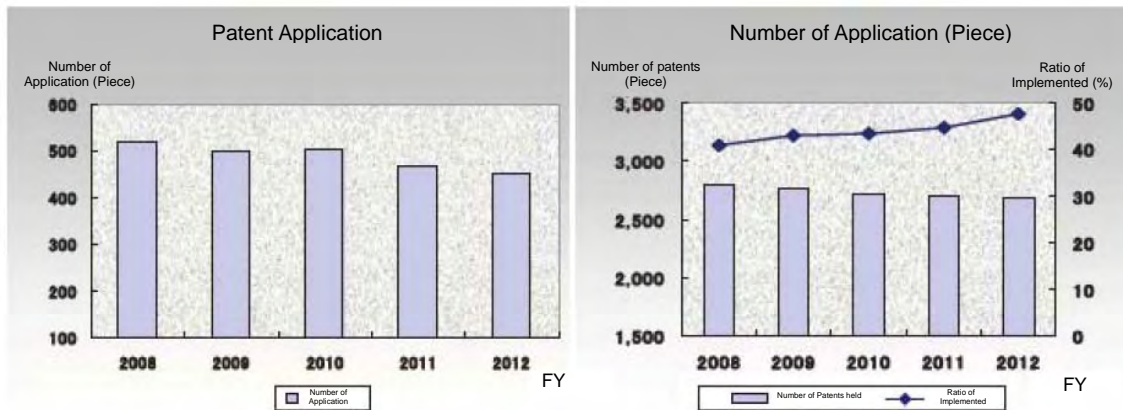 Patent Application
Number of
Application (Piece)
600
500
400
300
200
100
2008 2009 2010 2011 2012
FY
Number of
Application
Number of Application (Piece)
Number of patents
(Piece)
Ratio of
Implemented (%)
3,500
3,000
2,500
2,000
1,500
50
40
30
20
10
0
2008 2009 2010 2011 2012
FY
Number of Patents held
Ratio of
Implemented